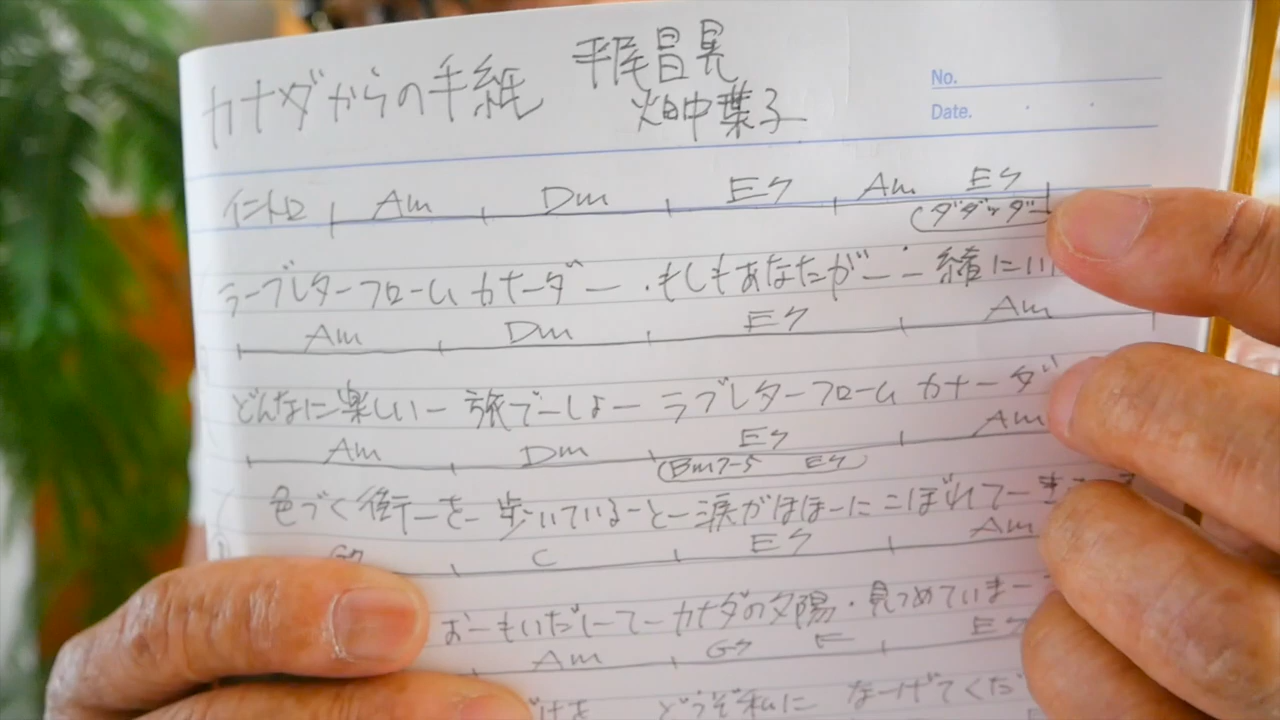 カナダからの手紙 平尾昌晃
畑中葉子
No.
Date.
イントロ Am Dm E7 Am E7
(ダダッダー)
ラーブレターフロームカナーダー・もしもあなたがー一緒にい
Am Dm E7 Am
どんなに楽しいー旅でーしょーラブレターフロームカナーダ
Am Dm E7 Am
(Bm7-5 E7)
色づく街ーをー歩いているーとー涙がほほーにこぼれてーき
G7 C E7 Am
おーもいだしーてーカナダの夕陽・見つめていまー
Am G7 F E7
どうぞ私に なーげてくだ